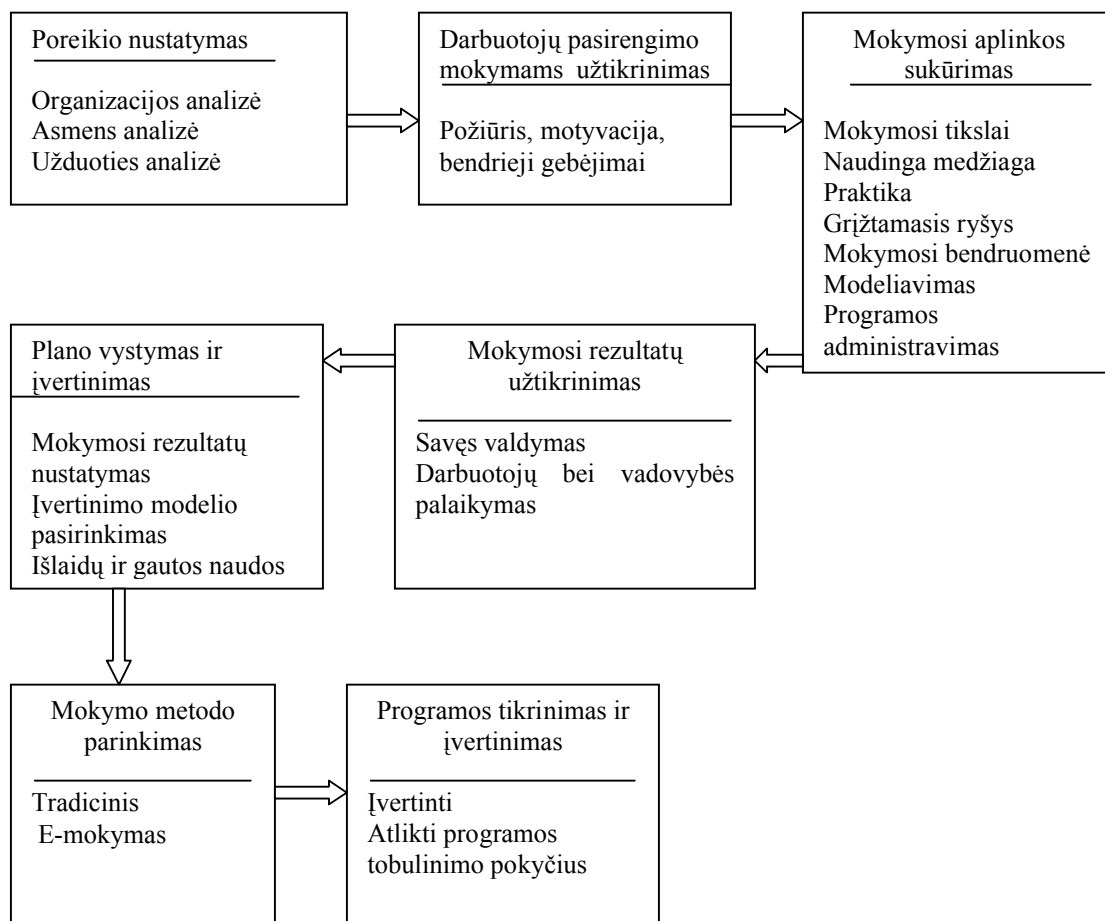 Poreikio nustatymas
Organizacijos analizė
Asmens analizė
Užduoties analizė
Darbuotojų pasirengimo
mokymams užtikrinimas
Požiūris, motyvacija,
bendrieji gebėjimai
Mokymosi aplinkos
sukūrimas
Mokymosi tikslai
Naudinga medžiaga
Praktika
Grįžtamasis ryšys
Mokymosi bendruomenė
Modeliavimas
Programos
administravimas
Mokymosi rezultatų
užtikrinimas
Savęs valdymas
Darbuotojų bei vadovybės
palaikymas
Plano vystymas ir
įvertinimas
Mokymosi rezultatų
nustatymas
Įvertinimo modelio
pasirinkimas
Išlaidų ir gautos naudos
Mokymo metodo
parinkimas
Tradicinis
E-mokymas
Programos tikrinimas ir
įvertinimas
Įvertinti
Atlikti programos
tobulinimo pokyčius